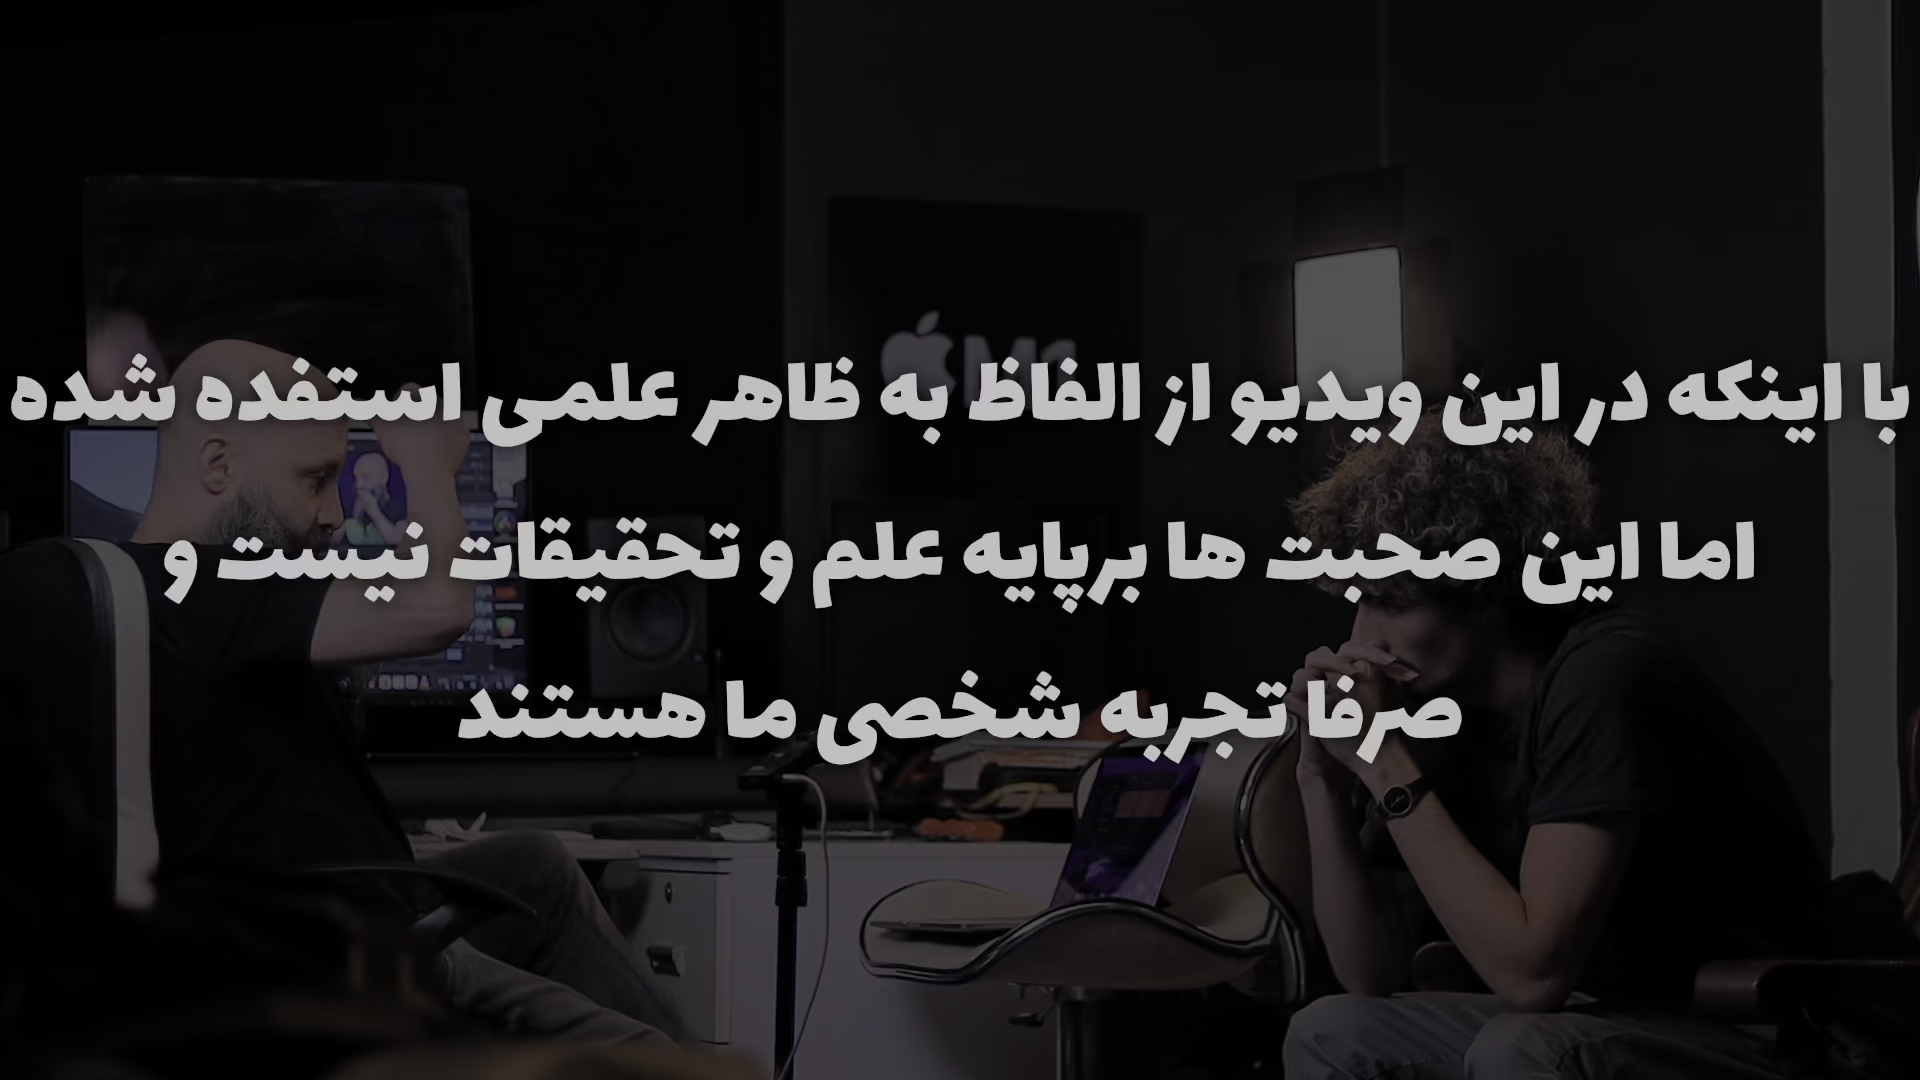 M1
با اینکه در این ویدیو از الفاظ به ظاهر علمی استفده شده
اما این صحبت ها برپایه علم و تحقیقات نیست و
صرفا تجربه شخصی ما هستند